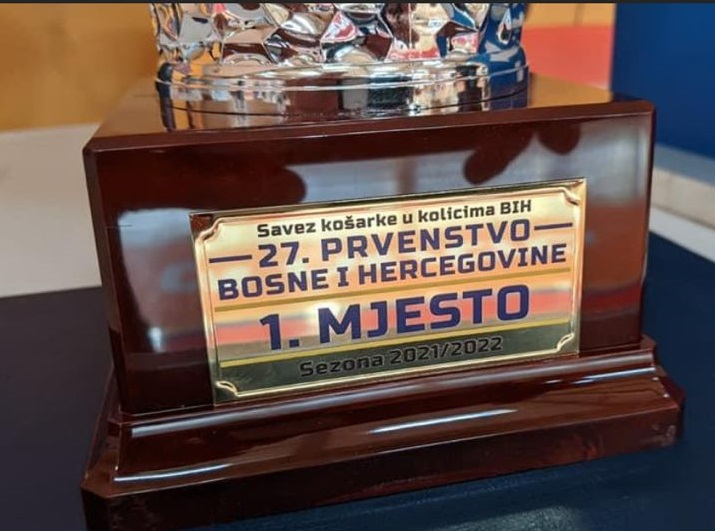 Savez košarke u kolicima BIH
27. PRVENSTVO
BOSNE I HERCEGOVINE
1. MJESTO
Sezona 2021/2022